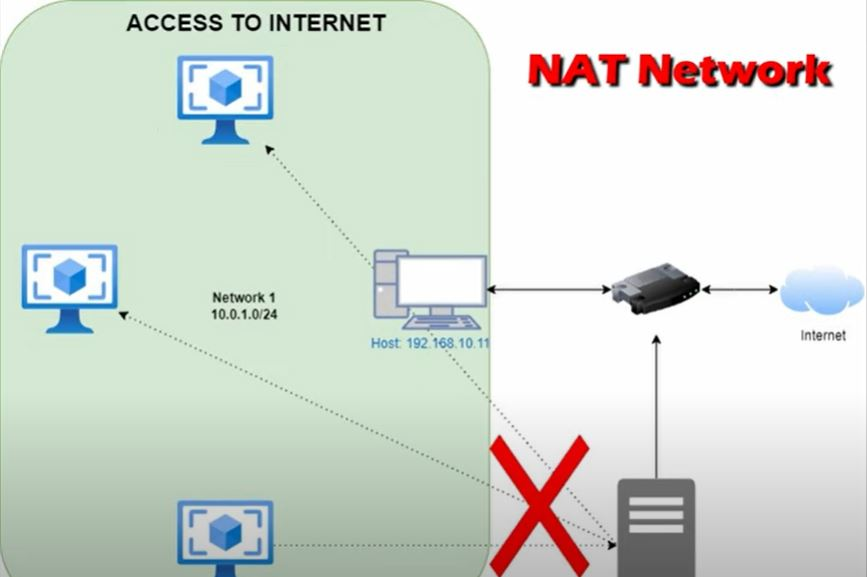 ACCESS TO INTERNET
NAT Network
Network 1
10.0.1.0/24
Host: 192.168.10.11
Internet